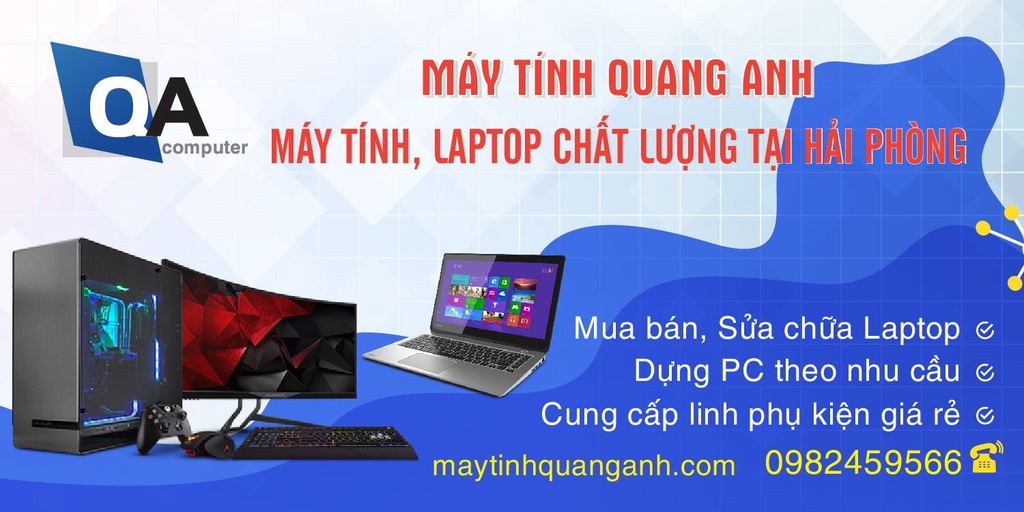 QA
computer
MÁY TÍNH QUANG ANH
MÁY TÍNH, LAPTOP CHẤT LƯỢNG TẠI HẢI PHÒNG
Mua bán, Sửa chữa Laptop
Dựng PC theo nhu cầu
Cung cấp linh phụ kiện giá rẻ
maytinhquanganh.com 0982459566